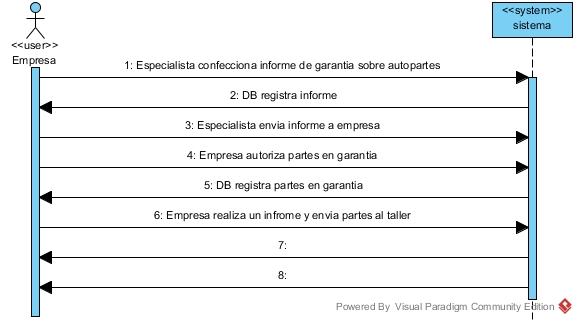 <<user>>
Empresa
<<system>>
sistema
1: Especialista confecciona informe de garantia sobre autopartes
2: DB registra informe
3: Especialista envia informe a empresa
4: Empresa autoriza partes en garantia
5: DB registra partes en garantia
6: Empresa realiza un infrome y envia partes al taller
7:
8:
Powered By Visual Paradigm Community Edition